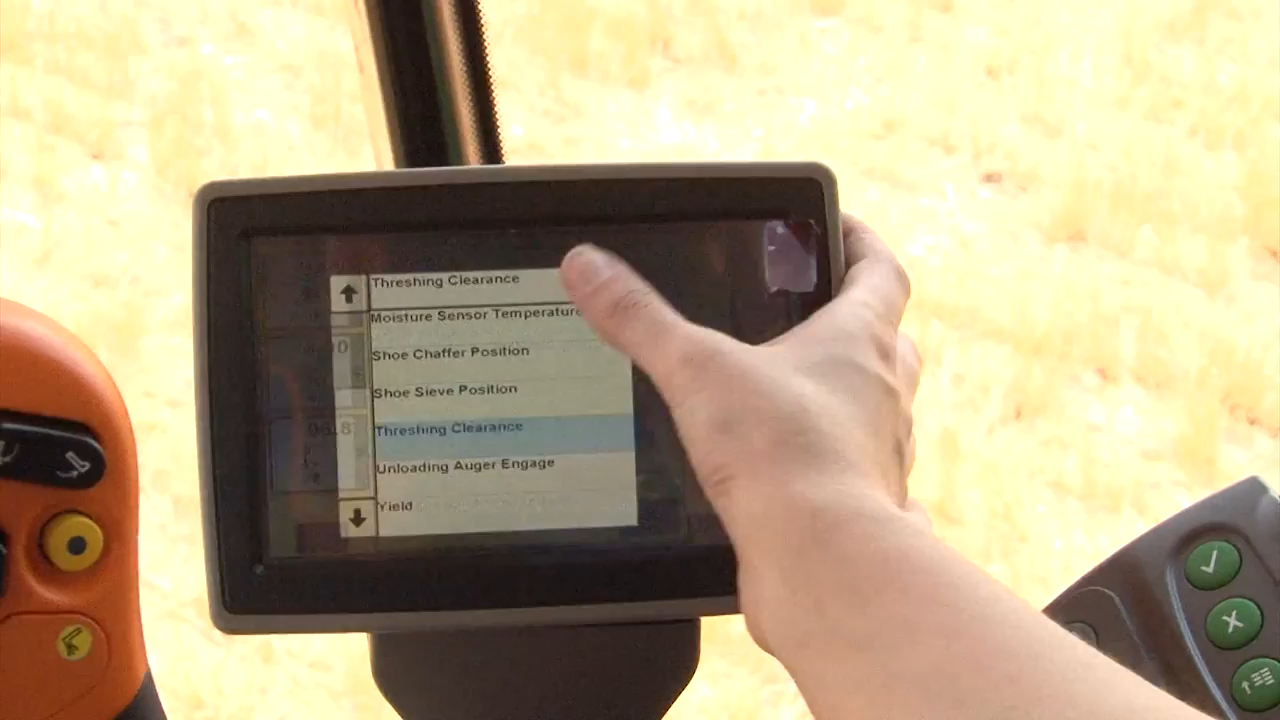 Threshing Clearance
Moisture Sensor Temperature
Shoe Chaffer Position
Shoe Sieve Position
Threshing Clearance
Unloading Auger Engage
Yield